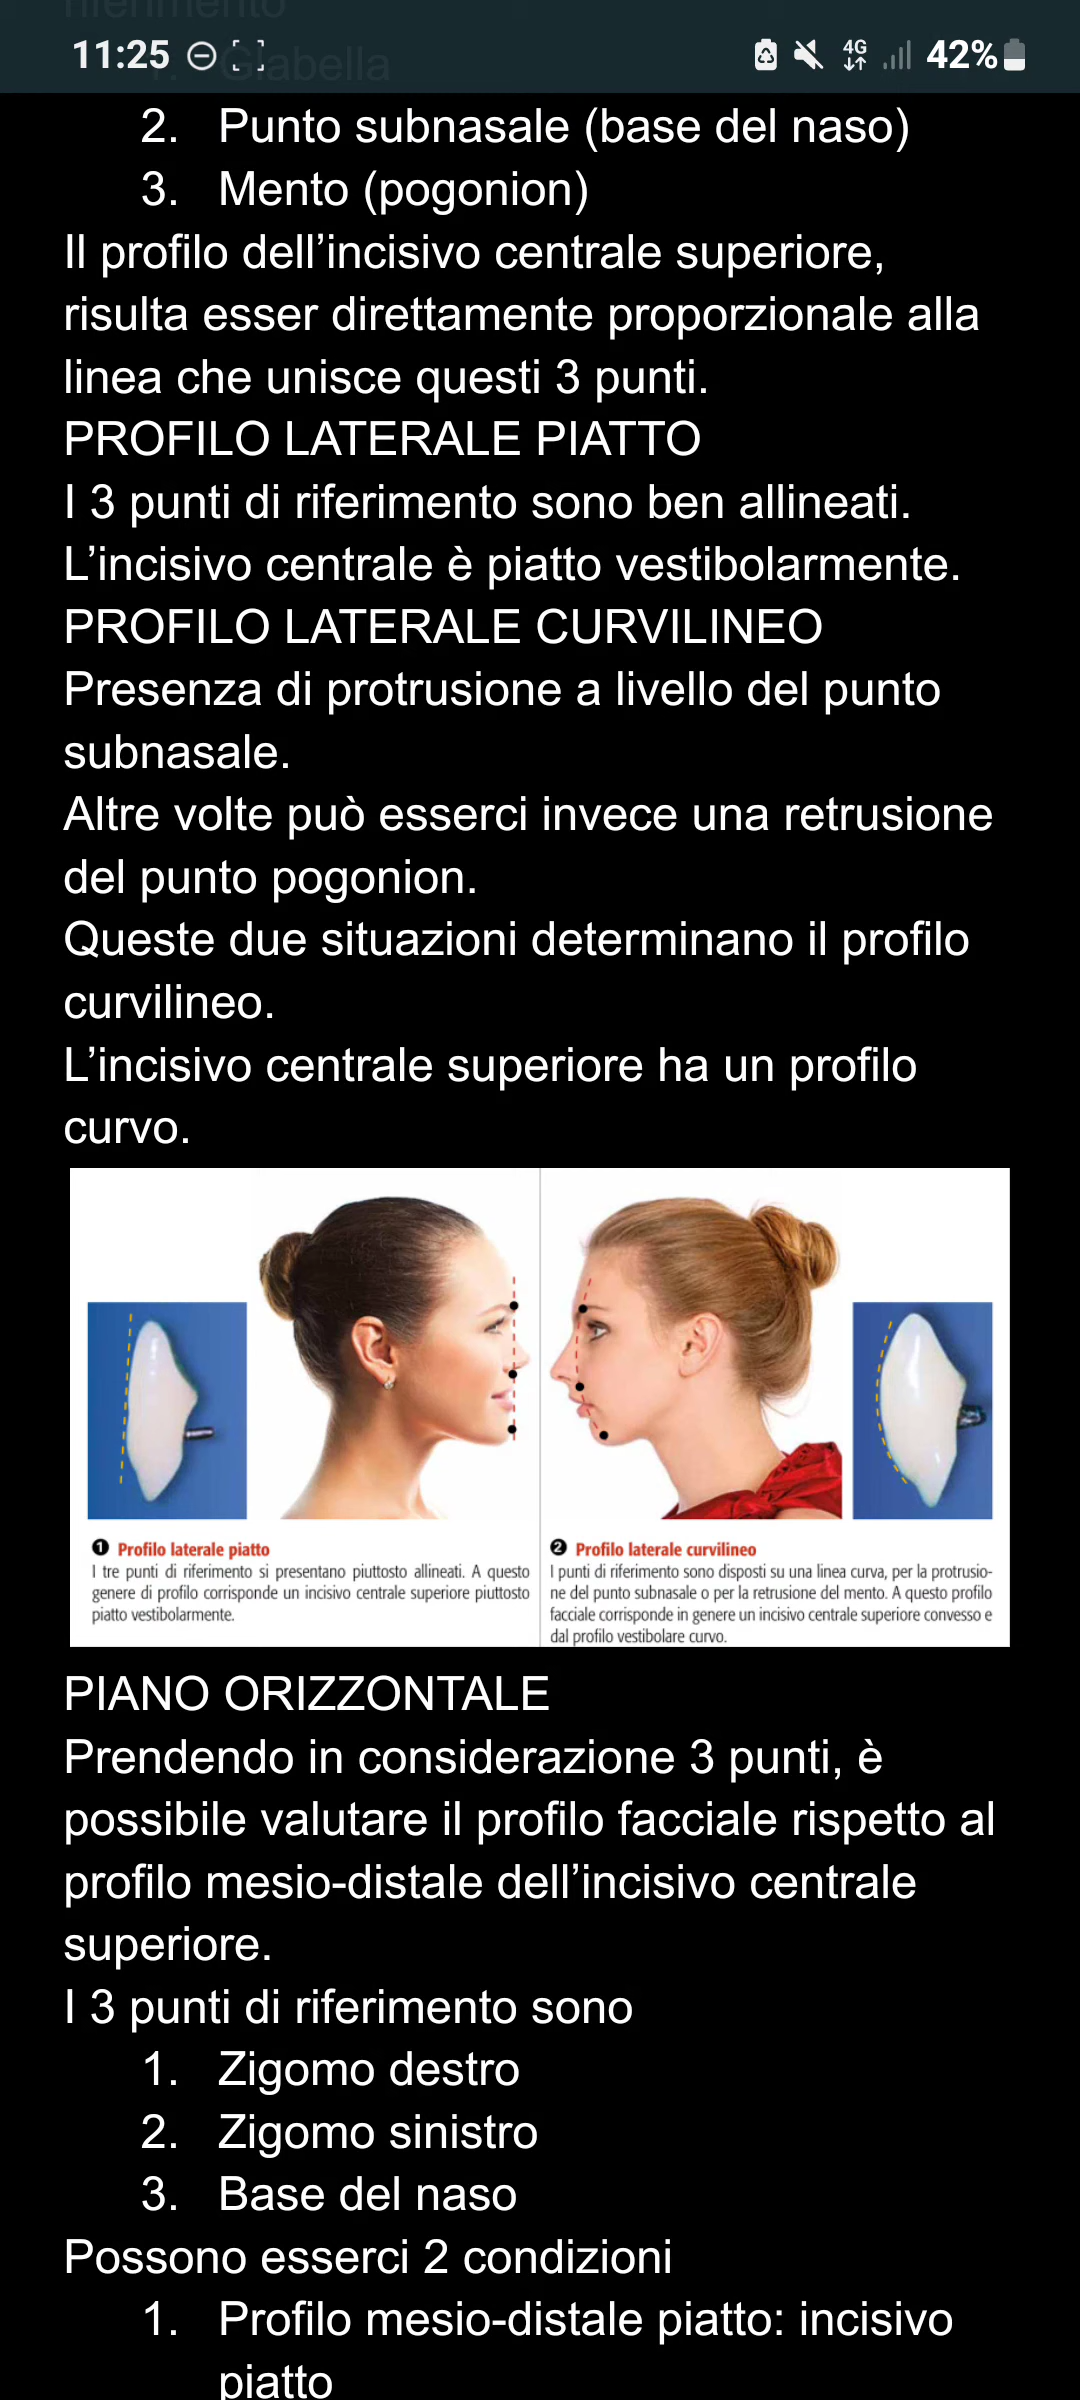 riferimento
11:25 4G 42%
1. Glabella
2. Punto subnasale (base del naso)
3. Mento (pogonion)
Il profilo dell’incisivo centrale superiore,
risulta esser direttamente proporzionale alla
linea che unisce questi 3 punti.
PROFILO LATERALE PIATTO
I 3 punti di riferimento sono ben allineati.
L’incisivo centrale è piatto vestibolarmente.
PROFILO LATERALE CURVILINEO
Presenza di protrusione a livello del punto
subnasale.
Altre volte può esserci invece una retrusione
del punto pogonion.
Queste due situazioni determinano il profilo
curvilineo.
L’incisivo centrale superiore ha un profilo
curvo.
1 Profilo laterale piatto
I tre punti di riferimento si presentano piuttosto allineati. A questo
genere di profilo corrisponde un incisivo centrale superiore piuttosto
piatto vestibolarmente.
2 Profilo laterale curvilineo
I punti di riferimento sono disposti su una linea curva, per la protrusio-
ne del punto subnasale o per la retrusione del mento. A questo profilo
facciale corrisponde in genere un incisivo centrale superiore convesso e
dal profilo vestibolare curvo.
PIANO ORIZZONTALE
Prendendo in considerazione 3 punti, è
possibile valutare il profilo facciale rispetto al
profilo mesio-distale dell’incisivo centrale
superiore.
I 3 punti di riferimento sono
1. Zigomo destro
2. Zigomo sinistro
3. Base del naso
Possono esserci 2 condizioni
1. Profilo mesio-distale piatto: incisivo
piatto